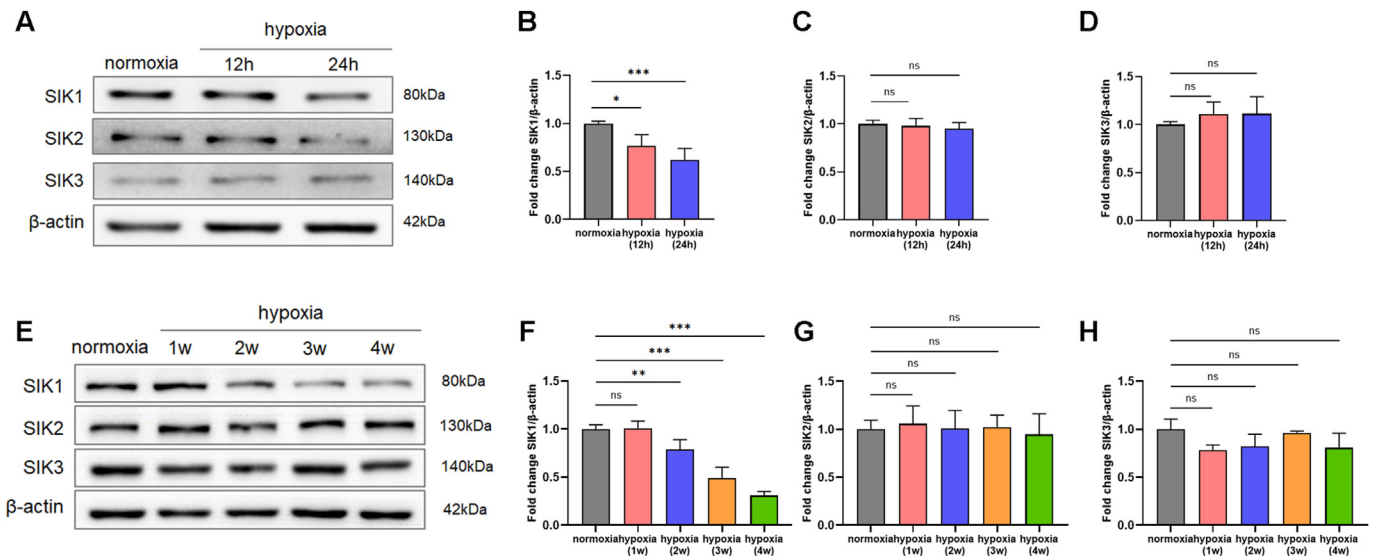 A
hypoxia
normoxia 12h 24h
SIK1 80kDa
SIK2 130kDa
SIK3 140kDa
β-actin 42kDa
B
Fold change SIK1/β-actin
1.5
1.0
0.5
0.0
***
*
normoxia hypoxia hypoxia
(12h) (24h)
C
Fold change SIK2/β-actin
1.5
1.0
0.5
0.0
ns
ns
normoxia hypoxia hypoxia
(12h) (24h)
D
Fold change SIK3/β-actin
1.5
1.0
0.5
0.0
ns
ns
normoxia hypoxia hypoxia
(12h) (24h)
E
hypoxia
normoxia 1w 2w 3w 4w
SIK1 80kDa
SIK2 130kDa
SIK3 140kDa
β-actin 42kDa
F
Fold change SIK1/β-actin
1.5
1.0
0.5
0.0
***
***
**
ns
normoxia hypoxia hypoxia hypoxia hypoxia
(1w) (2w) (3w) (4w)
G
Fold change SIK2/β-actin
1.5
1.0
0.5
0.0
ns
ns
ns
ns
normoxia hypoxia hypoxia hypoxia hypoxia
(1w) (2w) (3w) (4w)
H
Fold change SIK3/β-actin
1.5
1.0
0.5
0.0
ns
ns
ns
ns
normoxia hypoxia hypoxia hypoxia hypoxia
(1w) (2w) (3w) (4w)